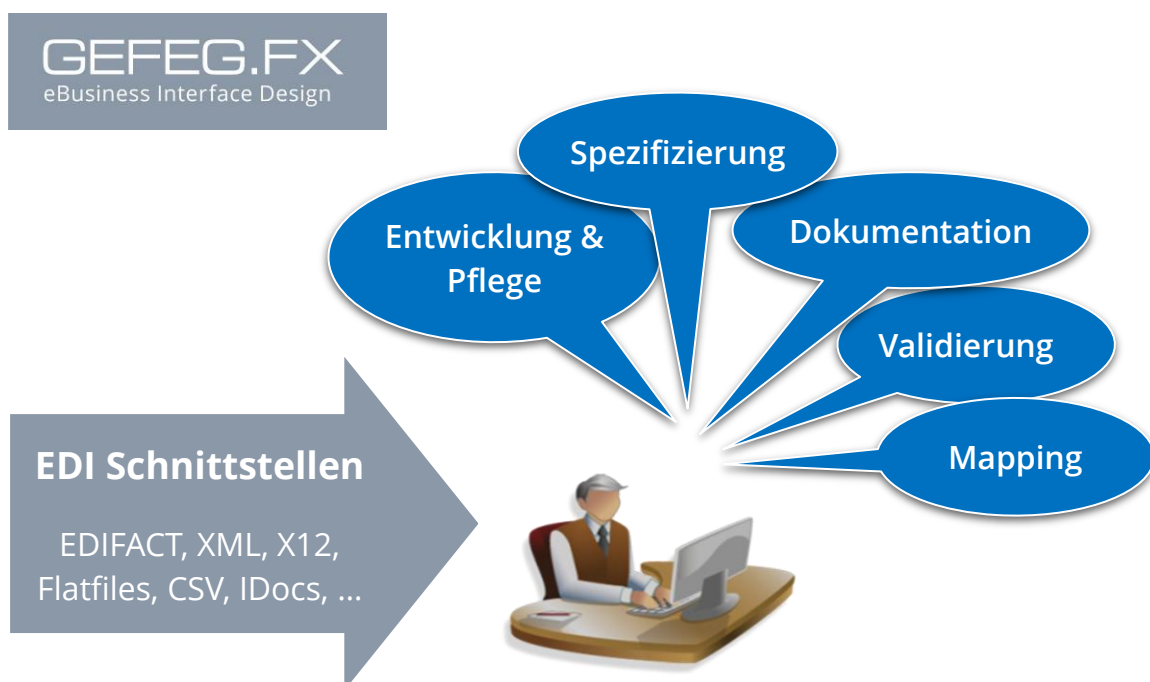 GEFEG.FX
eBusiness Interface Design
Spezifizierung
Entwicklung &
Pflege
Dokumentation
Validierung
Mapping
EDI Schnittstellen
EDIFACT, XML, X12,
Flatfiles, CSV, IDocs, ...